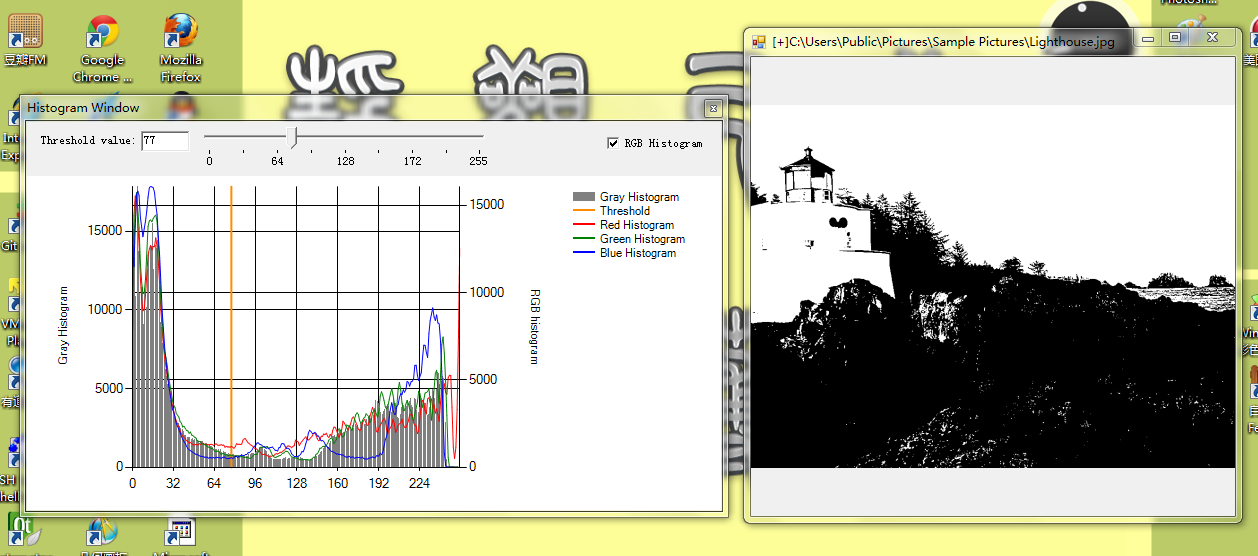 豆瓣FM
Google
Chrome ...
Mozilla
Firefox
Histogram Window
Threshold value: 77
0 64 128 172 255
RGB Histogram
Gray Histogram
Threshold
Red Histogram
Green Histogram
Blue Histogram
15000
10000
5000
0
Gray Histogram
15000
10000
5000
0
RGB histogram
0 32 64 96 128 160 192 224
[+]C:\Users\Public\Pictures\Sample Pictures\Lighthouse.jpg
Git
Qt